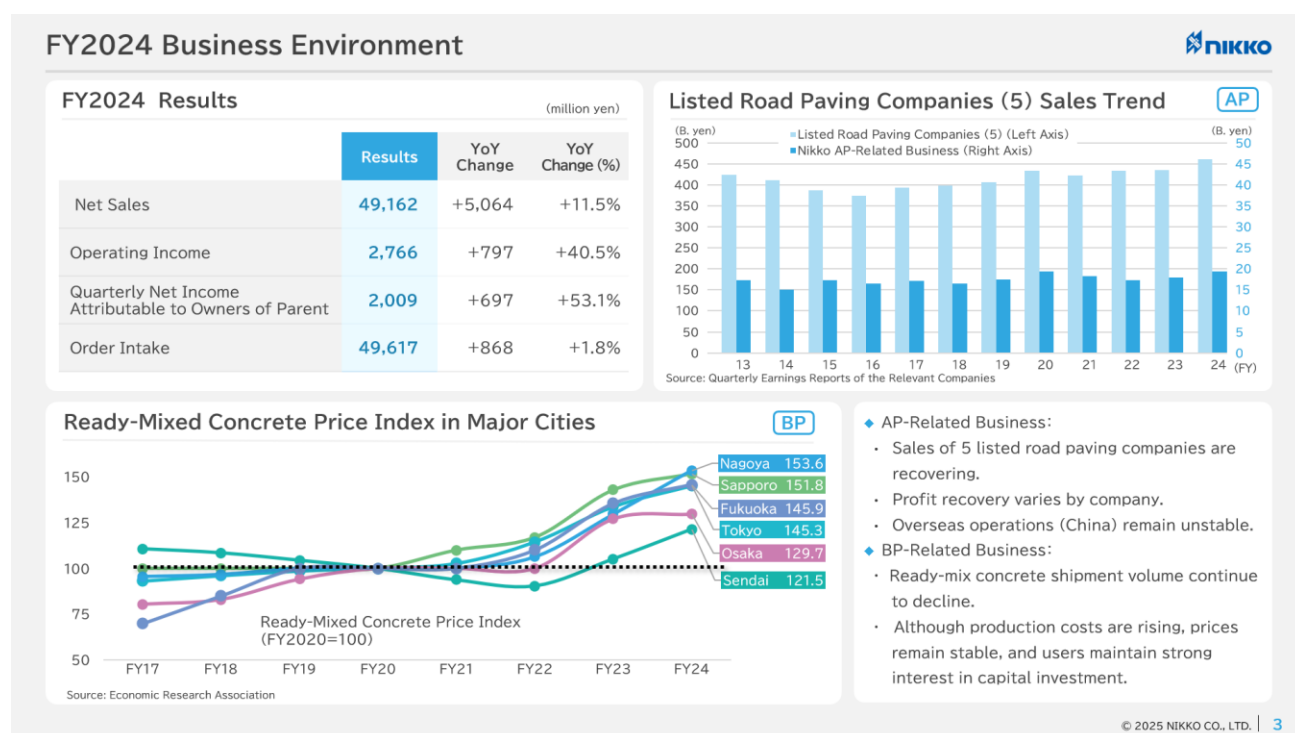 FY2024 Business Environment
NIKKO
FY2024 Results
(million yen)
Results
YoY
Change
YoY
Change (%)
Net Sales 49,162 +5,064 +11.5%
Operating Income 2,766 +797 +40.5%
Quarterly Net Income
Attributable to Owners of Parent 2,009 +697 +53.1%
Order Intake 49,617 +868 +1.8%
Listed Road Paving Companies (5) Sales Trend AP
(B. yen) (B. yen)
Listed Road Paving Companies (5) (Left Axis)
Nikko AP-Related Business (Right Axis)
500 50
450 45
400 40
350 35
300 30
250 25
200 20
150 15
100 10
50 5
0 0
13 14 15 16 17 18 19 20 21 22 23 24 (FY)
Source: Quarterly Earnings Reports of the Relevant Companies
Ready-Mixed Concrete Price Index in Major Cities BP
150
125
100
75
50
Nagoya 153.6
Sapporo 151.8
Fukuoka 145.9
Tokyo 145.3
Osaka 129.7
Sendai 121.5
Ready-Mixed Concrete Price Index
(FY2020=100)
FY17 FY18 FY19 FY20 FY21 FY22 FY23 FY24
Source: Economic Research Association
◆ AP-Related Business:
・ Sales of 5 listed road paving companies are
recovering.
・ Profit recovery varies by company.
・ Overseas operations (China) remain unstable.
◆ BP-Related Business:
・ Ready-mix concrete shipment volume continue
to decline.
・ Although production costs are rising, prices
remain stable, and users maintain strong
interest in capital investment.
© 2025 NIKKO CO., LTD. 3